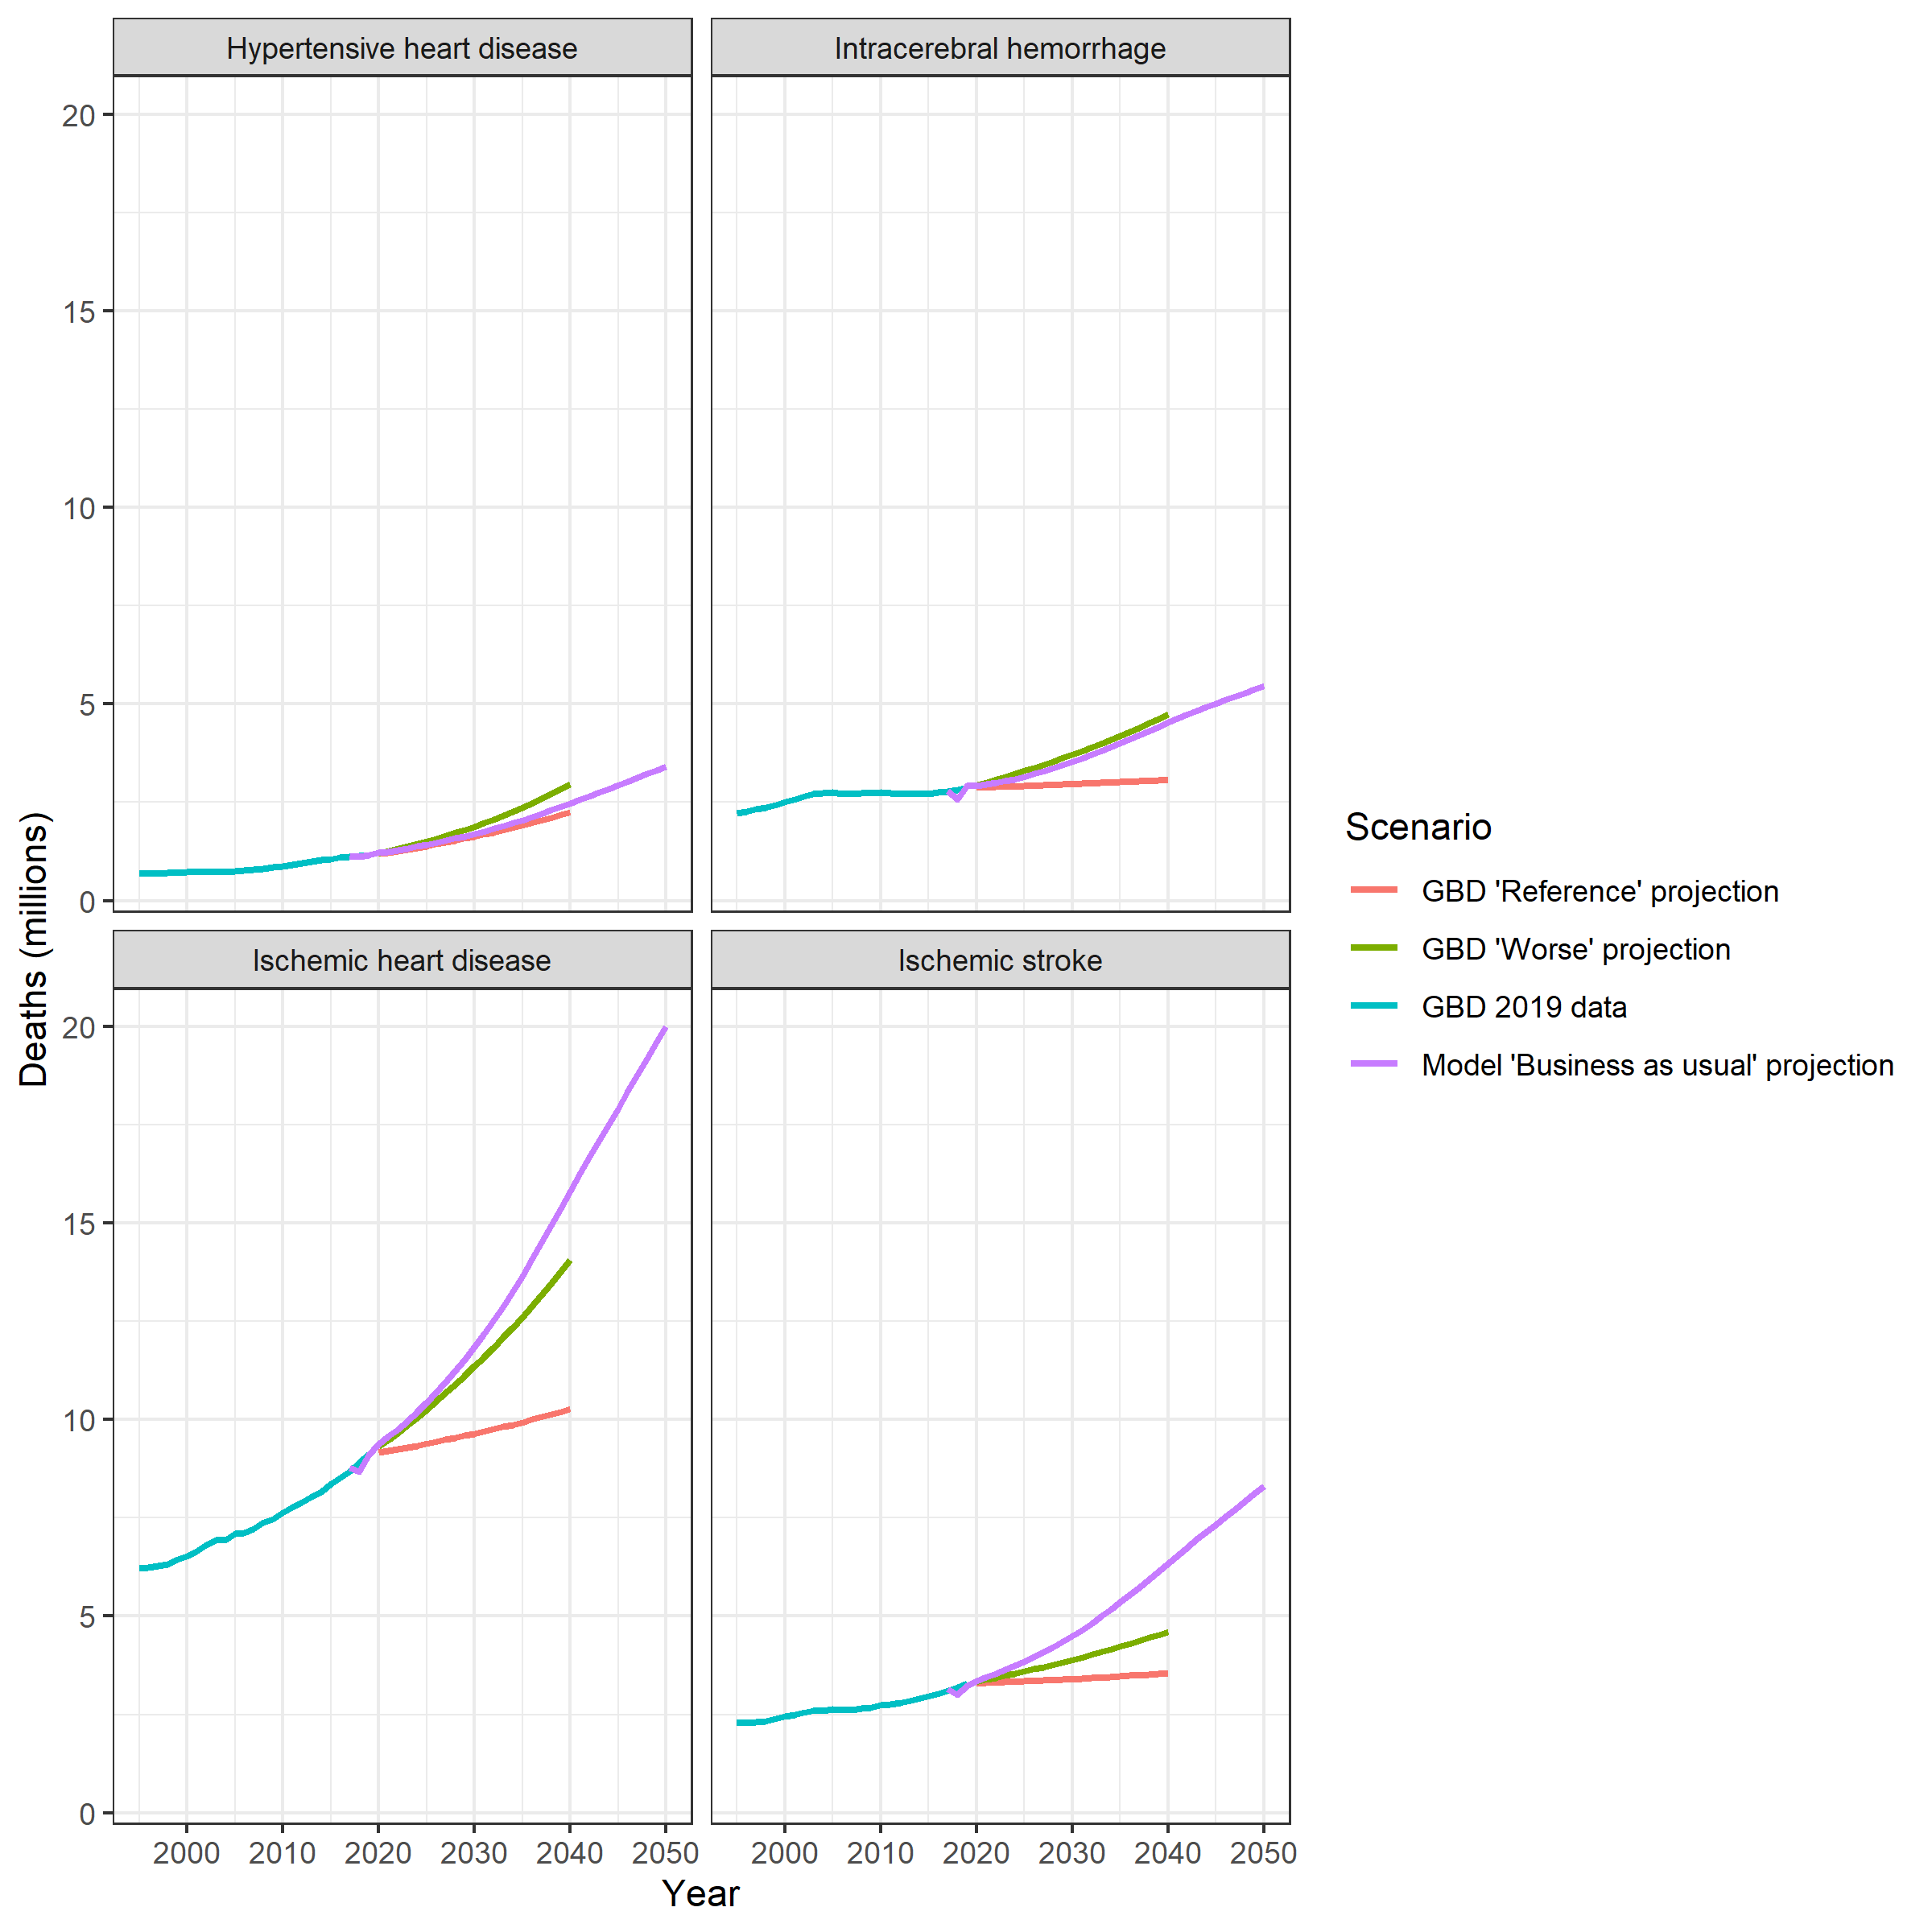 Hypertensive heart disease
Intracerebral hemorrhage
20
15
10
5
0
Ischemic heart disease
Ischemic stroke
20
15
10
5
0
2000 2010 2020 2030 2040 2050
2000 2010 2020 2030 2040 2050
Year
Deaths (millions)
Scenario
GBD 'Reference' projection
GBD 'Worse' projection
GBD 2019 data
Model 'Business as usual' projection